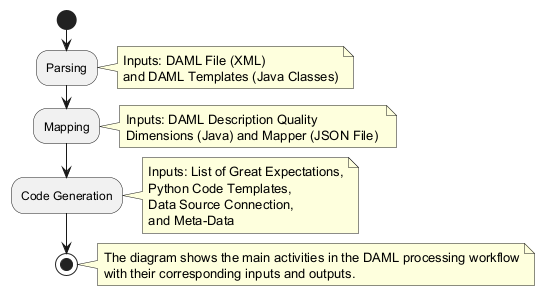 Parsing
Inputs: DAML File (XML)
and DAML Templates (Java Classes)
Mapping
Inputs: DAML Description Quality
Dimensions (Java) and Mapper (JSON File)
Code Generation
Inputs: List of Great Expectations,
Python Code Templates,
Data Source Connection,
and Meta-Data
The diagram shows the main activities in the DAML processing workflow
with their corresponding inputs and outputs.